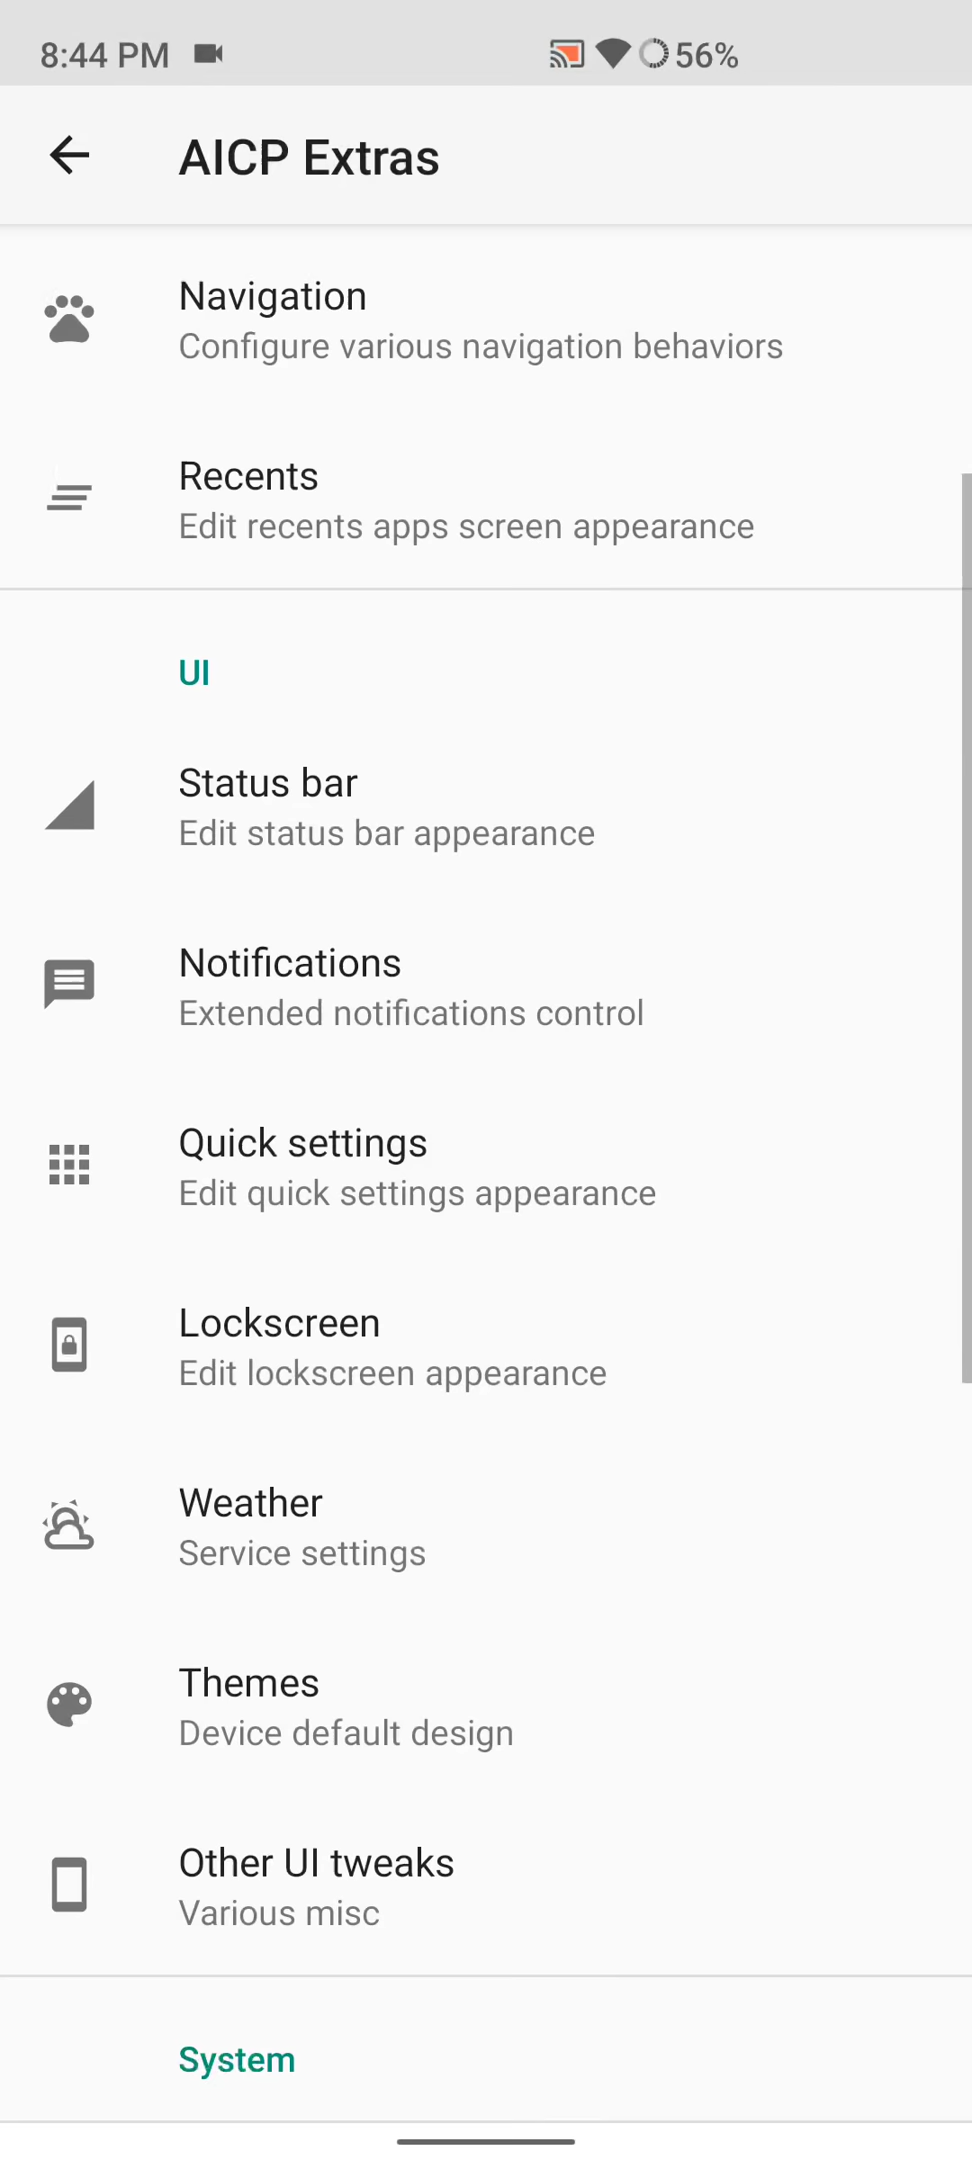 8:44 PM
56%
AICP Extras
Navigation
Configure various navigation behaviors
Recents
Edit recents apps screen appearance
UI
Status bar
Edit status bar appearance
Notifications
Extended notifications control
Quick settings
Edit quick settings appearance
Lockscreen
Edit lockscreen appearance
Weather
Service settings
Themes
Device default design
Other UI tweaks
Various misc
System